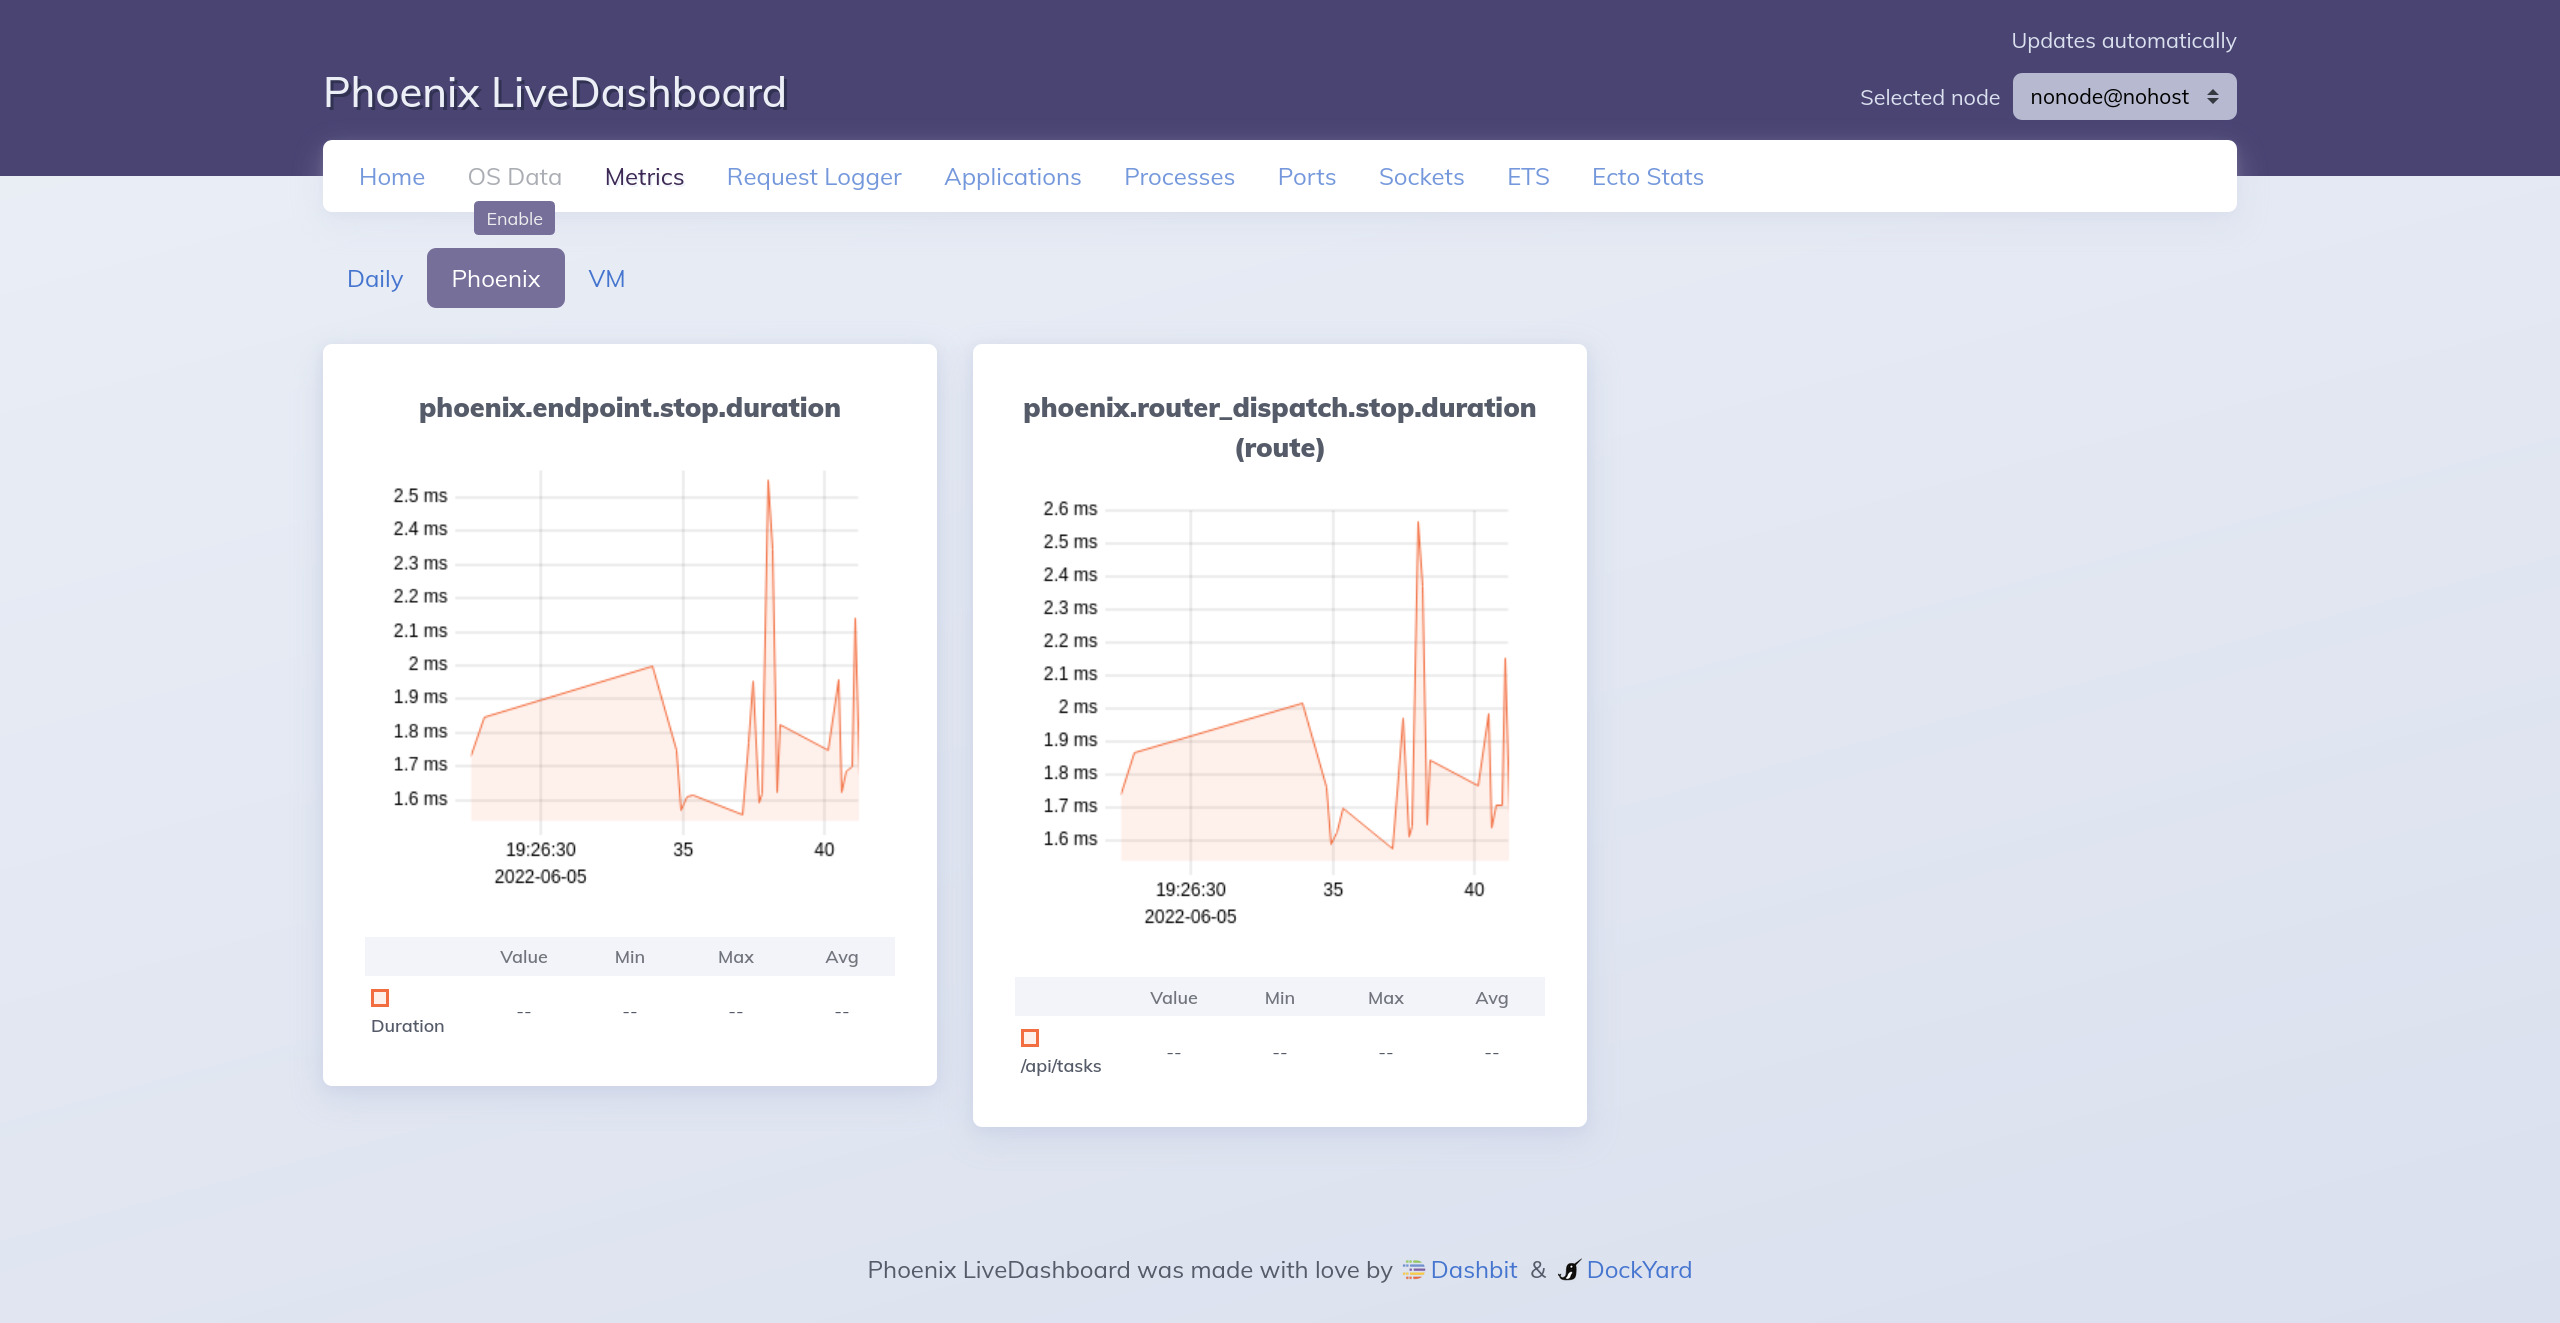 Updates automatically
Phoenix LiveDashboard
Selected node nonode@nohost
Home OS Data Metrics Request Logger Applications Processes Ports Sockets ETS Ecto Stats
Enable
Daily Phoenix VM
phoenix.endpoint.stop.duration
2.5 ms
2.4 ms
2.3 ms
2.2 ms
2.1 ms
2 ms
1.9 ms
1.8 ms
1.7 ms
1.6 ms
19:26:30 35 40
2022-06-05
Value Min Max Avg
Duration -- -- -- --
phoenix.router_dispatch.stop.duration
(route)
2.6 ms
2.5 ms
2.4 ms
2.3 ms
2.2 ms
2.1 ms
2 ms
1.9 ms
1.8 ms
1.7 ms
1.6 ms
19:26:30 35 40
2022-06-05
Value Min Max Avg
/api/tasks -- -- -- --
Phoenix LiveDashboard was made with love by Dashbit & DockYard